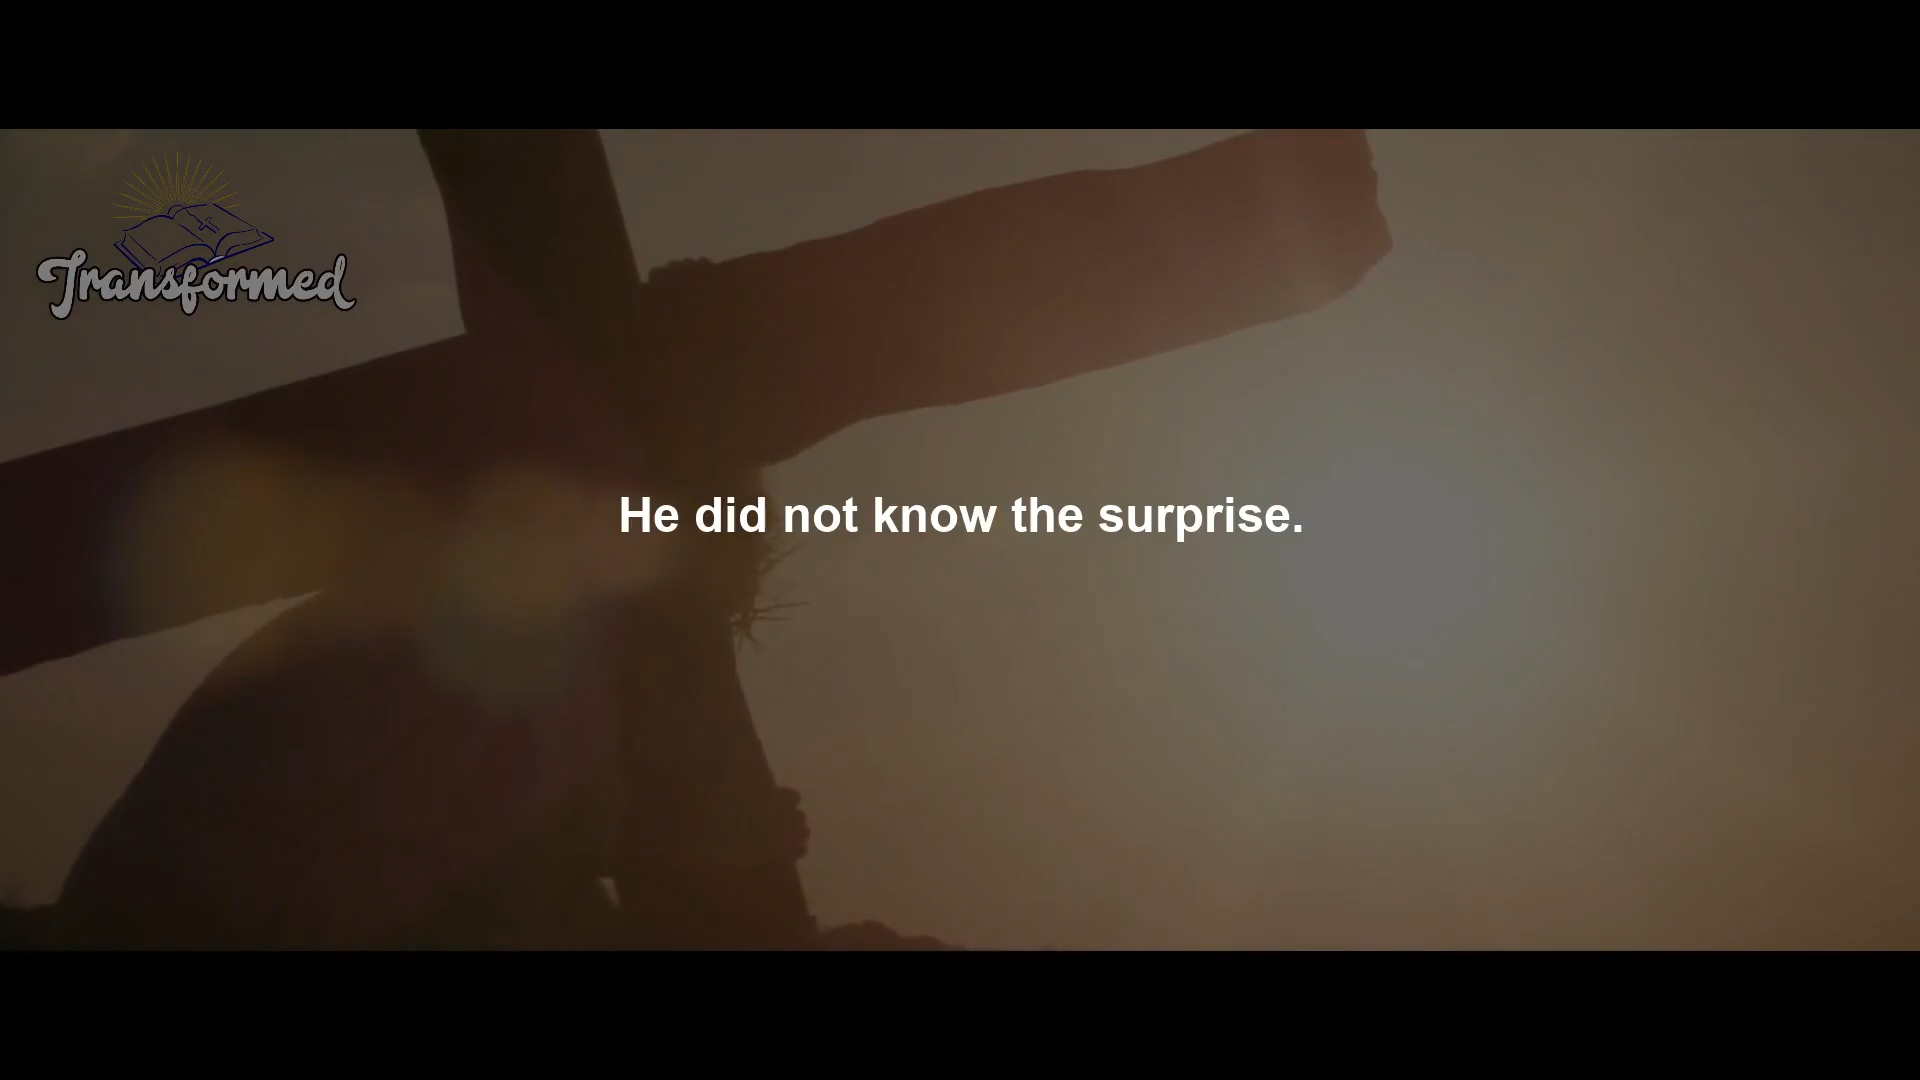 Transformed
He did not know the surprise.